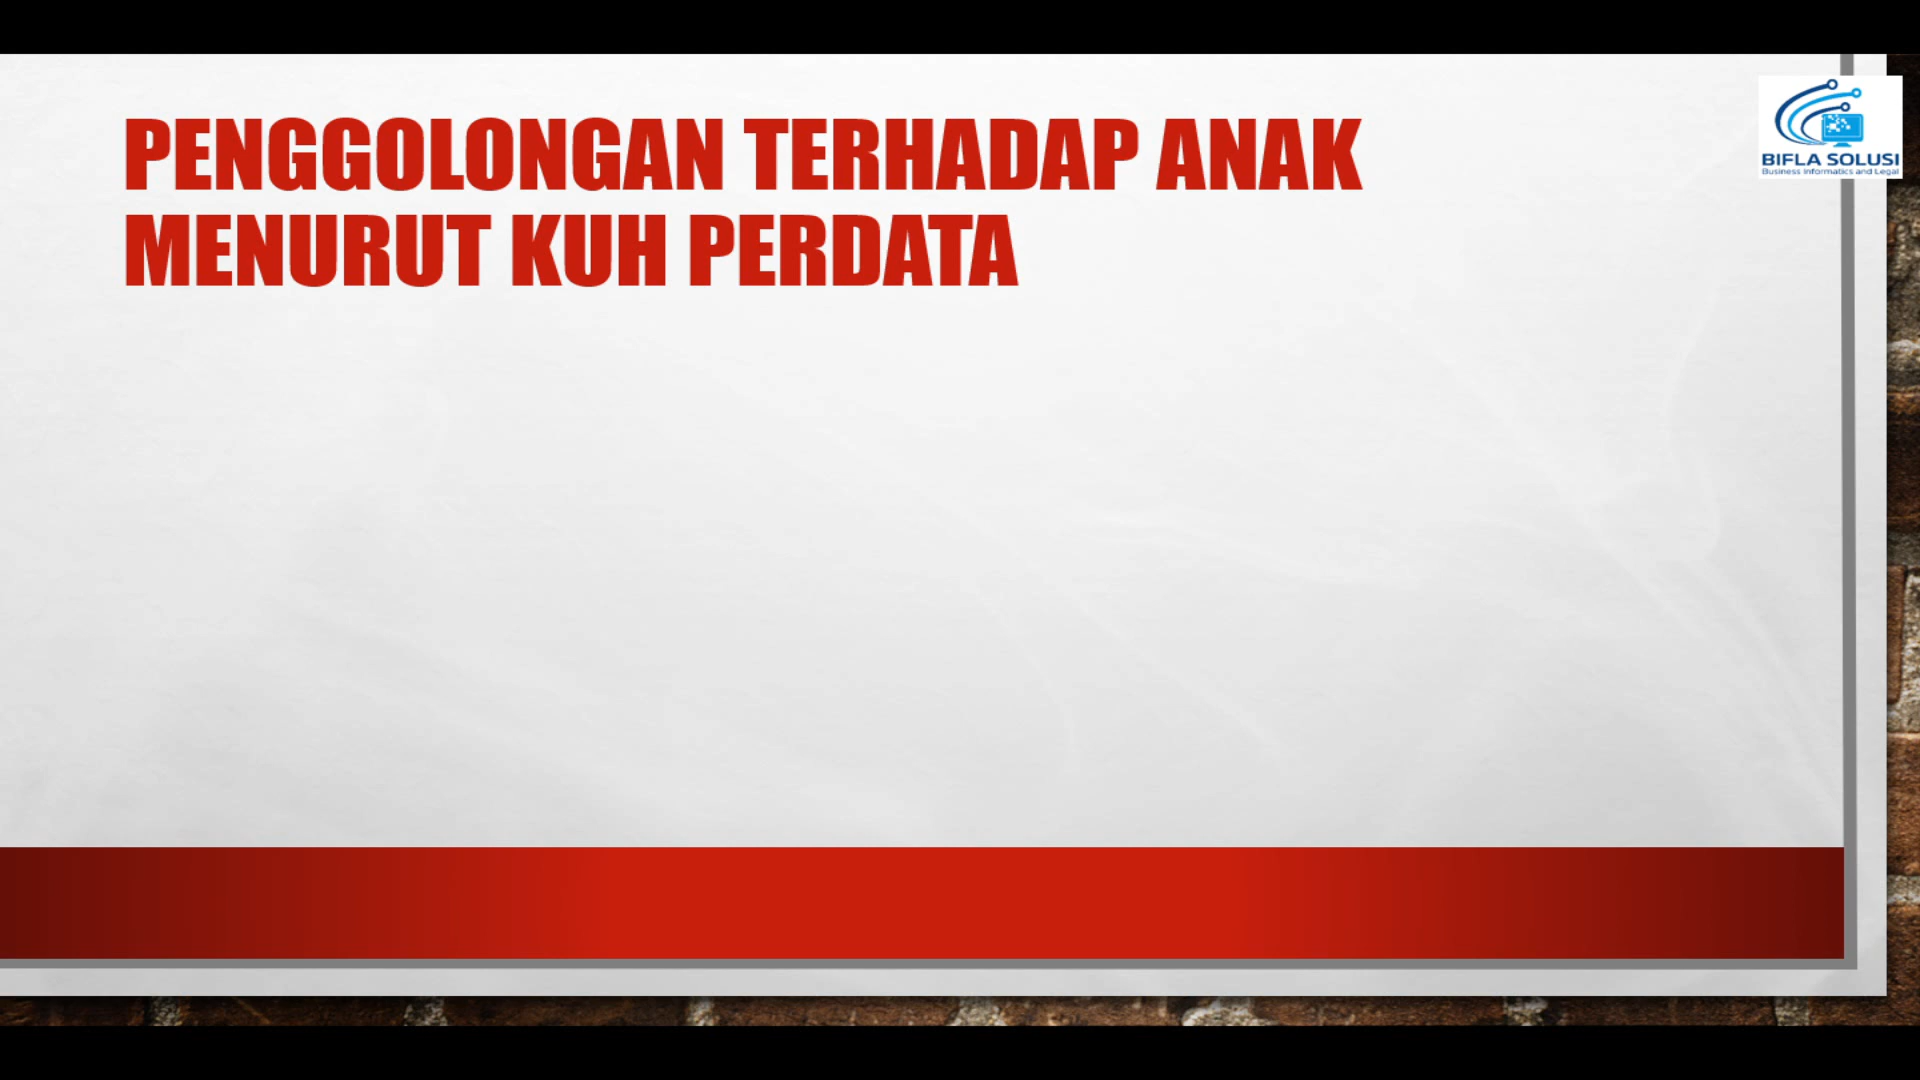 PENGGOLONGAN TERHADAP ANAK
MENURUT KUH PERDATA
BIFLA SOLUSI
Business Informatics and Legal